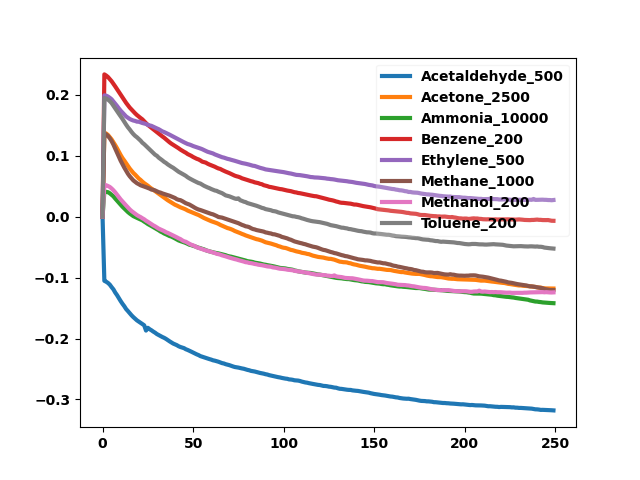 Acetaldehyde_500
Acetone_2500
Ammonia_10000
Benzene_200
Ethylene_500
Methane_1000
Methanol_200
Toluene_200
0.2
0.1
0.0
−0.1
−0.2
−0.3
0 50 100 150 200 250